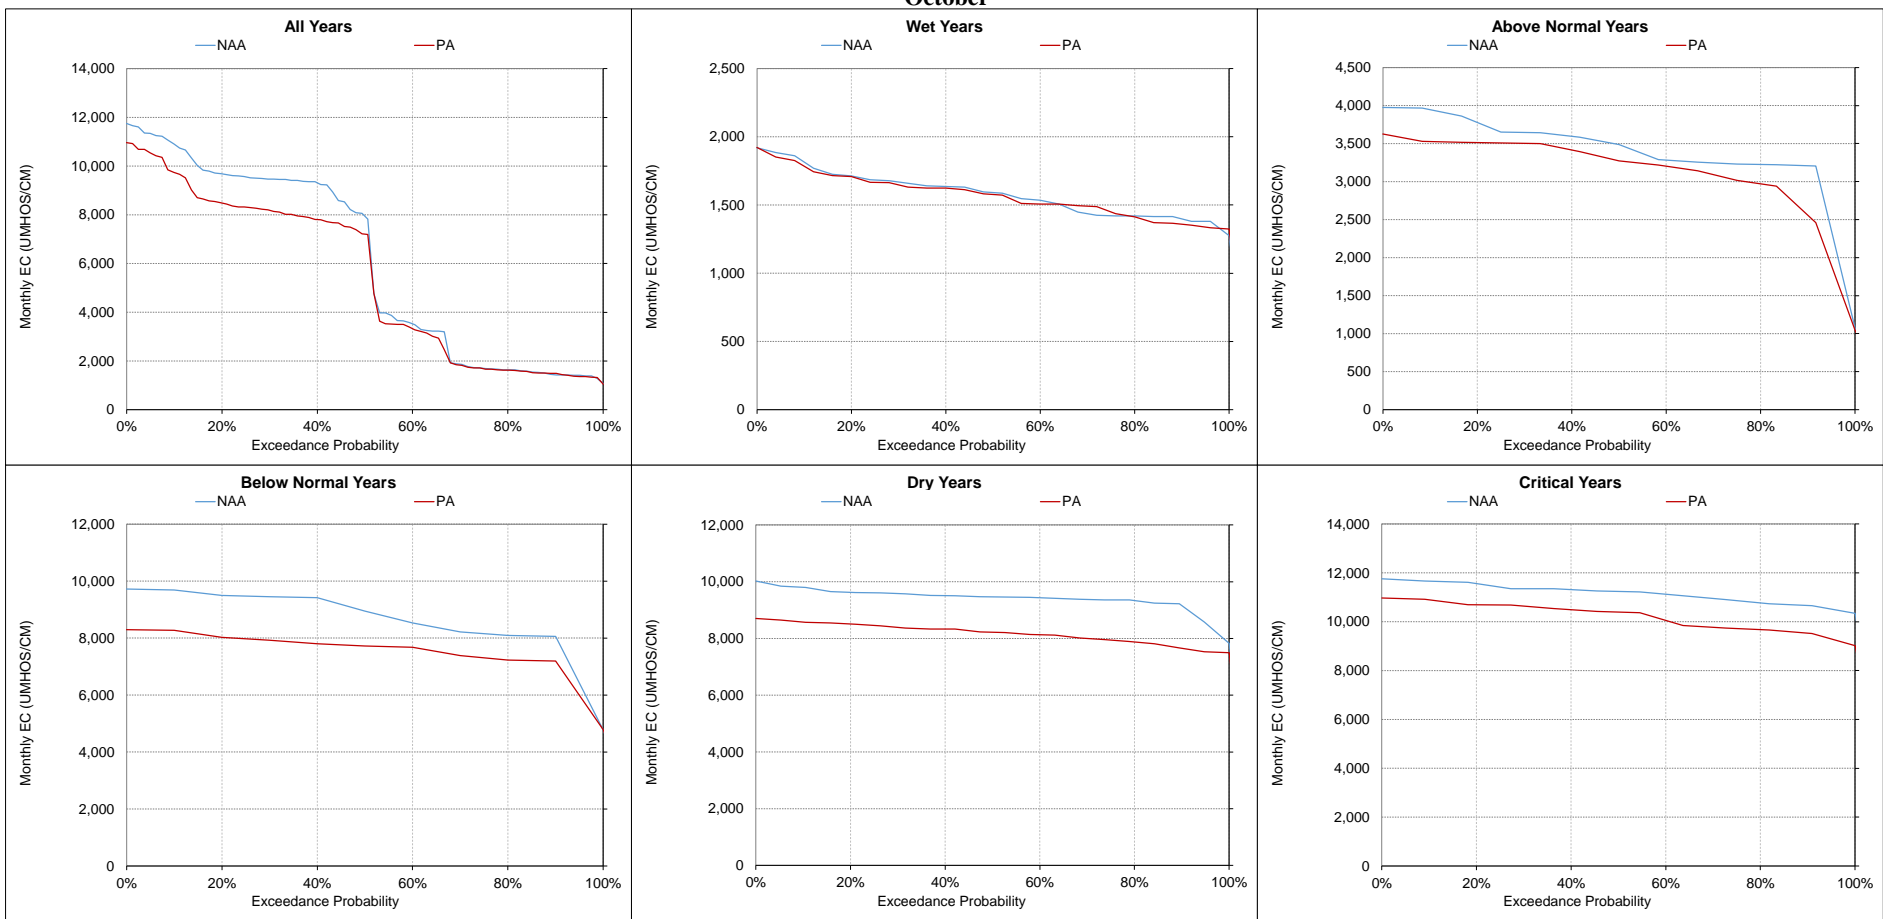 October
All Years
NAA PA
14,000
12,000
10,000
8,000
6,000
4,000
2,000
0
0% 20% 40% 60% 80% 100%
Monthly EC (UMHOS/CM)
Exceedance Probability
Wet Years
NAA PA
2,500
2,000
1,500
1,000
500
0
0% 20% 40% 60% 80% 100%
Monthly EC (UMHOS/CM)
Exceedance Probability
Above Normal Years
NAA PA
4,500
4,000
3,500
3,000
2,500
2,000
1,500
1,000
500
0
0% 20% 40% 60% 80% 100%
Monthly EC (UMHOS/CM)
Exceedance Probability
Below Normal Years
NAA PA
12,000
10,000
8,000
6,000
4,000
2,000
0
0% 20% 40% 60% 80% 100%
Monthly EC (UMHOS/CM)
Exceedance Probability
Dry Years
NAA PA
12,000
10,000
8,000
6,000
4,000
2,000
0
0% 20% 40% 60% 80% 100%
Monthly EC (UMHOS/CM)
Exceedance Probability
Critical Years
NAA PA
14,000
12,000
10,000
8,000
6,000
4,000
2,000
0
0% 20% 40% 60% 80% 100%
Monthly EC (UMHOS/CM)
Exceedance Probability